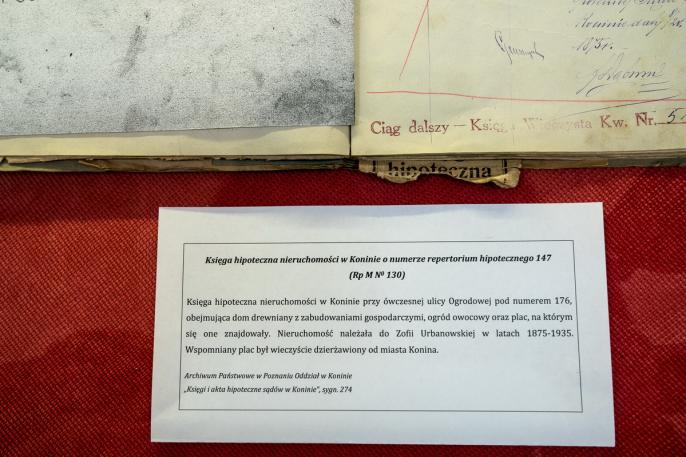 Ciąg dalszy — Księga Wieczysta Kw. Nr. 5
hipoteczna
Księga hipoteczna nieruchomości w Koninie o numerze repertorium hipotecznego 147
(Rp M Nº 130)
Księga hipoteczna nieruchomości w Koninie przy ówczesnej ulicy Ogrodowej pod numerem 176,
obejmująca dom drewniany z zabudowaniami gospodarczymi, ogród owocowy oraz plac, na którym
się one znajdowały. Nieruchomość należała do Zofii Urbanowskiej w latach 1875-1935.
Wspomniany plac był wieczyście dzierżawiony od miasta Konina.
Archiwum Państwowe w Poznaniu Oddział w Koninie
„Księgi i akta hipoteczne sądów w Koninie", sygn. 274